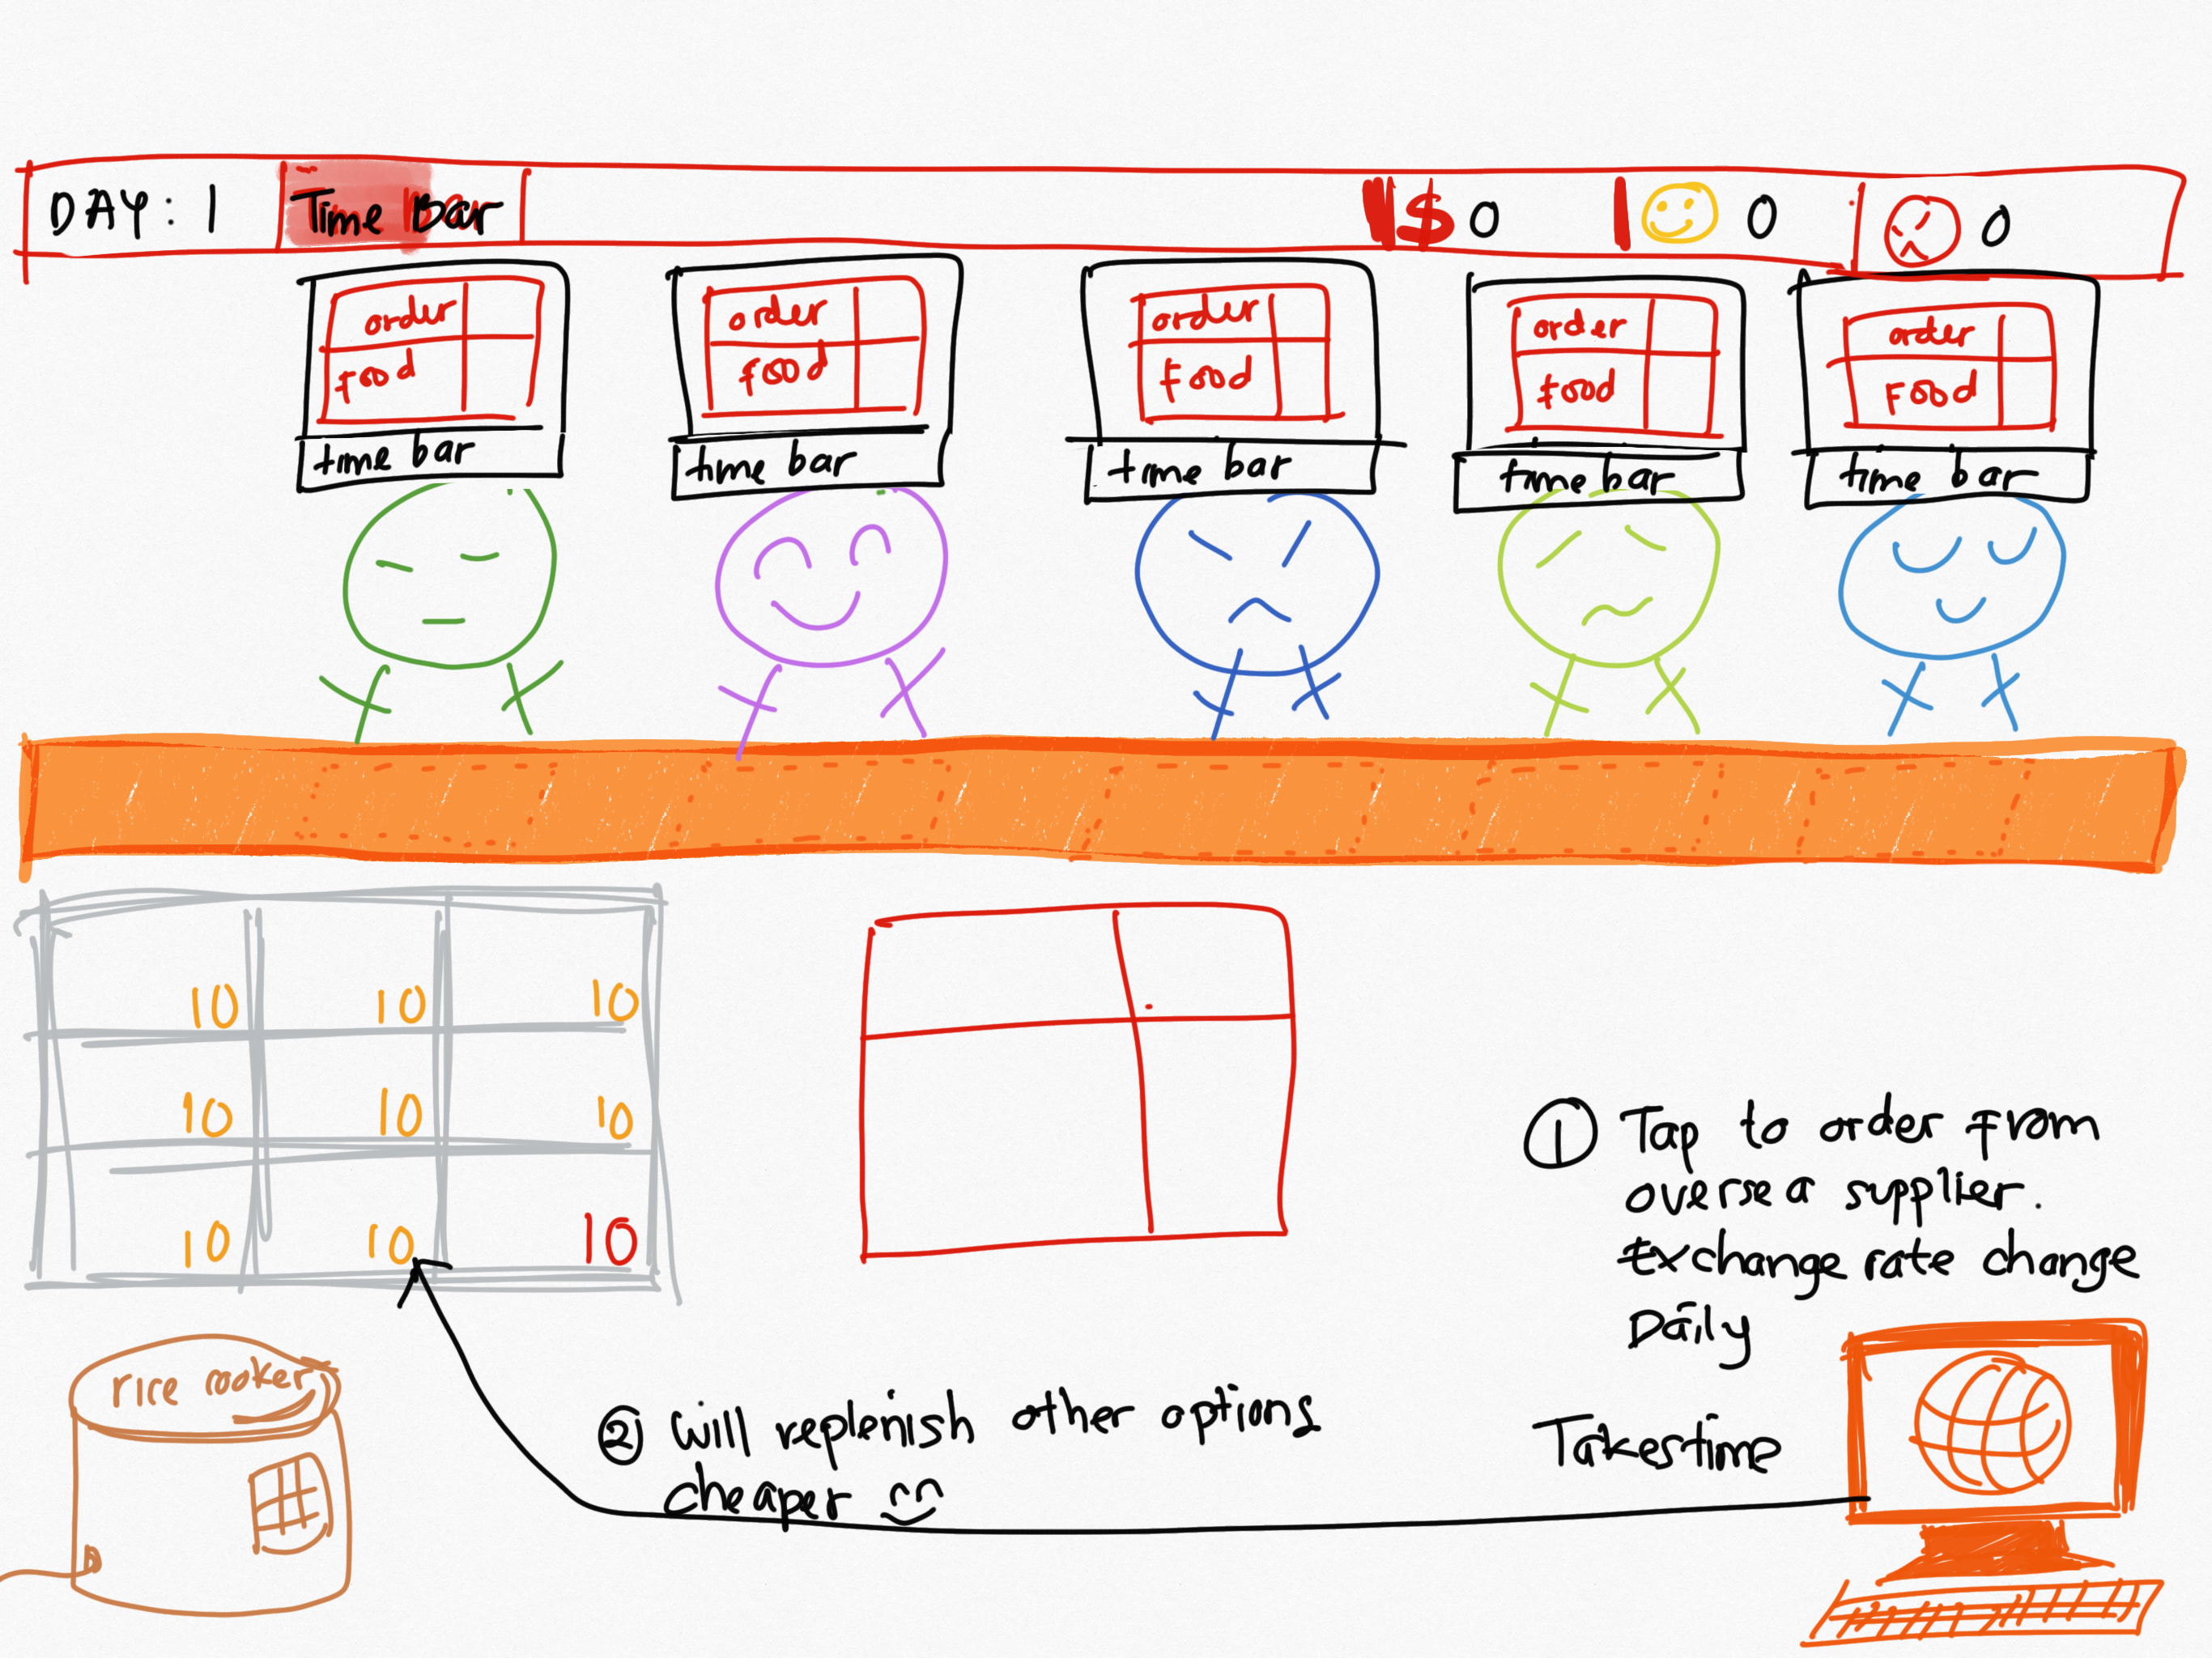 DAY: 1 Time Bar $ 0 0 0
order order order order order
food food food food Food
time bar time bar time bar time bar time bar
10 10 10
10 10 10
10 10 10
① Tap to order from
oversea supplier.
Exchange rate change
Daily
rice cooker
② will replenish other options
cheaper
Takes time